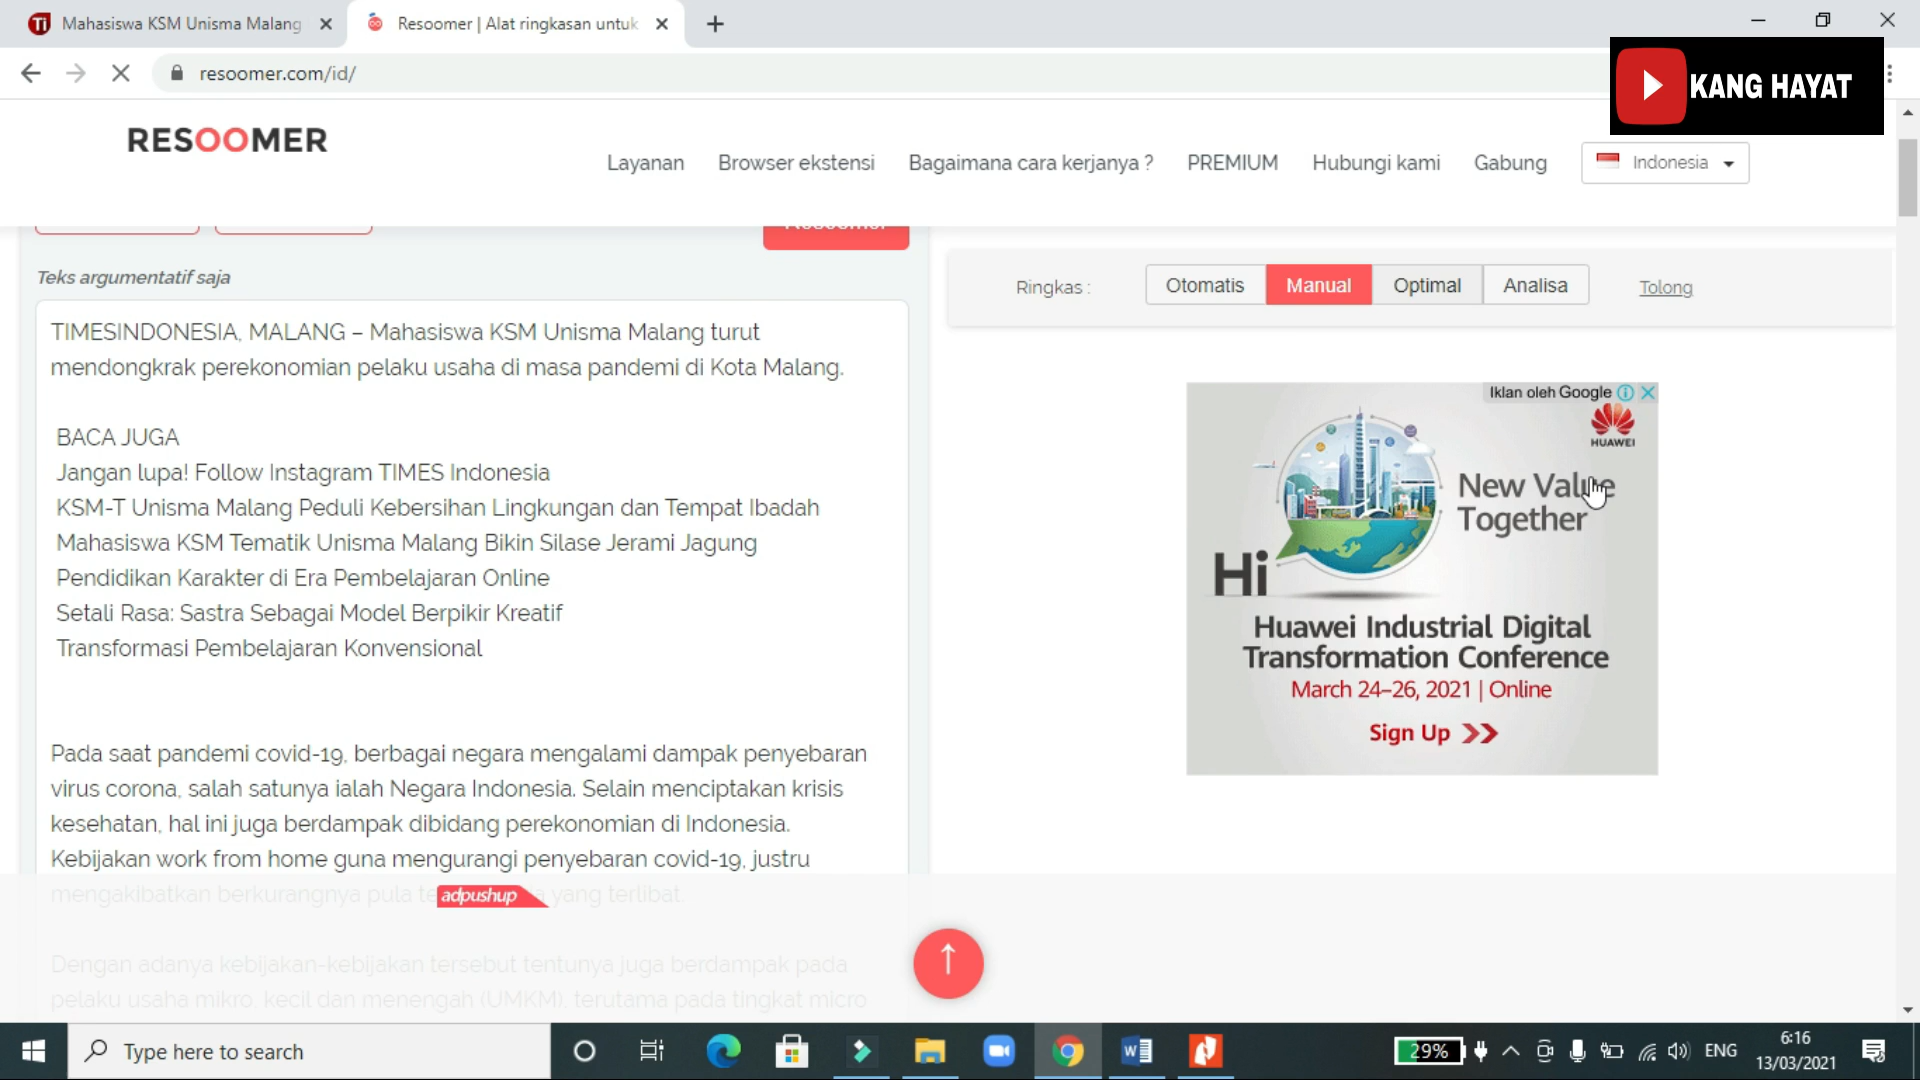 Mahasiswa KSM Unisma Malang
Resoomer | Alat ringkasan untuk
resoomer.com/id/
KANG HAYAT
RESOOMER
Layanan
Browser ekstensi
Bagaimana cara kerjanya ?
PREMIUM
Hubungi kami
Gabung
Indonesia
Resoomer
Teks argumentatif saja
Ringkas :
Otomatis
Manual
Optimal
Analisa
Tolong
TIMESINDONESIA, MALANG – Mahasiswa KSM Unisma Malang turut
mendongkrak perekonomian pelaku usaha di masa pandemi di Kota Malang.
BACA JUGA
Jangan lupa! Follow Instagram TIMES Indonesia
KSM-T Unisma Malang Peduli Kebersihan Lingkungan dan Tempat Ibadah
Mahasiswa KSM Tematik Unisma Malang Bikin Silase Jerami Jagung
Pendidikan Karakter di Era Pembelajaran Online
Setali Rasa: Sastra Sebagai Model Berpikir Kreatif
Transformasi Pembelajaran Konvensional
Pada saat pandemi covid-19, berbagai negara mengalami dampak penyebaran
virus corona, salah satunya ialah Negara Indonesia. Selain menciptakan krisis
kesehatan, hal ini juga berdampak dibidang perekonomian di Indonesia.
Kebijakan work from home guna mengurangi penyebaran covid-19, justru
mengakibatkan berkurangnya pula yang terlibat.
adpushup
Dengan adanya kebijakan-kebijakan tersebut tentunya juga berdampak pada
pelaku usaha mikro, kecil dan menengah (UMKM), terutama pada tingkat micro
Iklan oleh Google
HUAWEI
New Value
Together
Hi
Huawei Industrial Digital
Transformation Conference
March 24–26, 2021 | Online
Sign Up
Type here to search
29%
ENG
6:16
13/03/2021